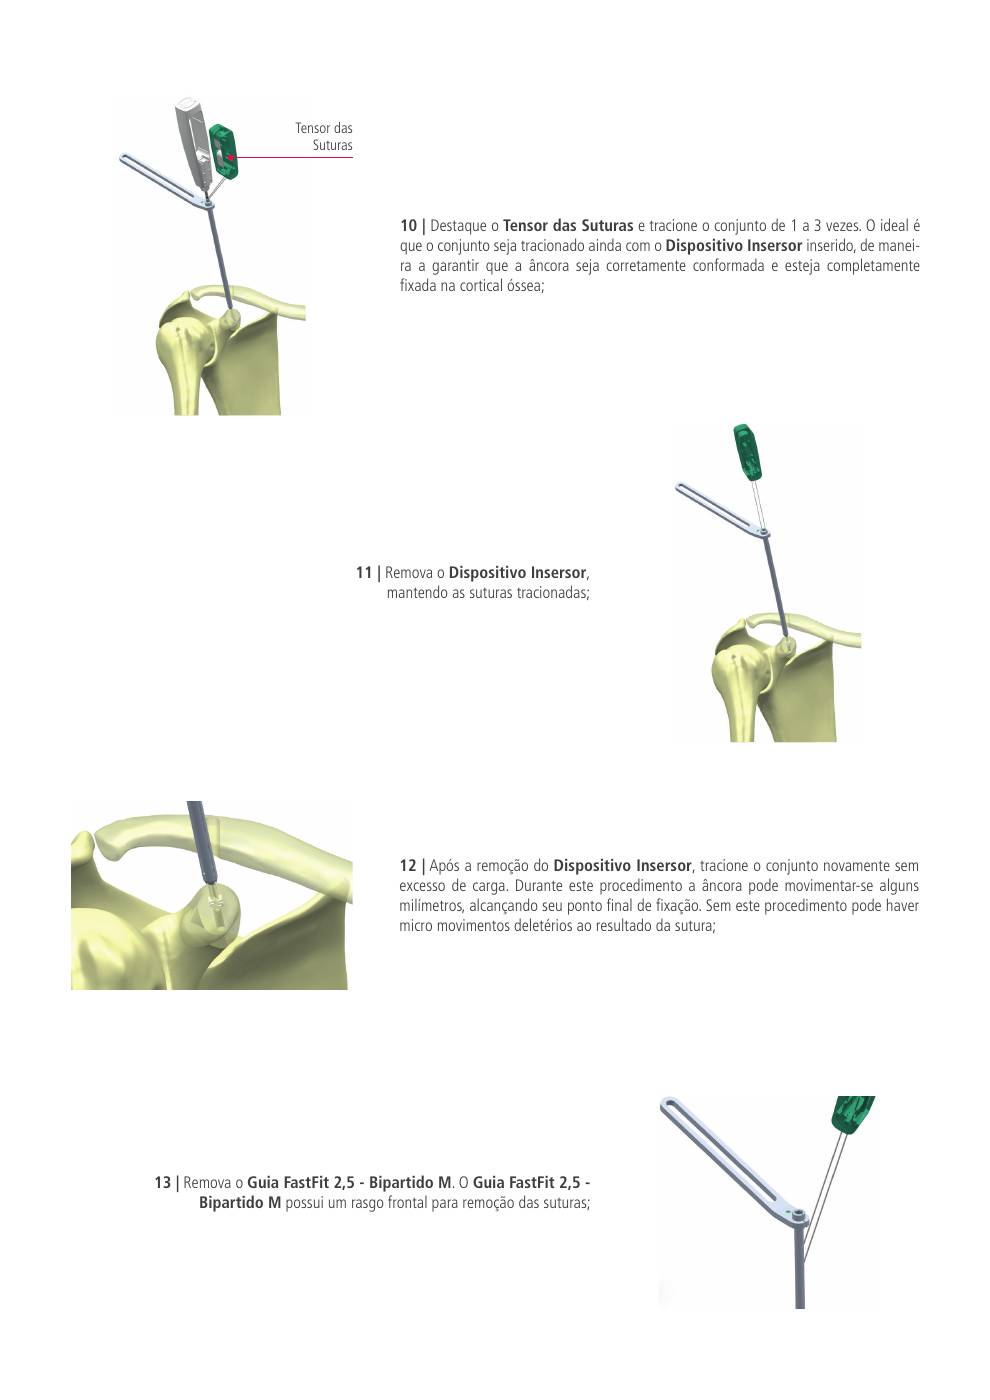 Tensor das
Suturas
10 | Destaque o Tensor das Suturas e tracione o conjunto de 1 a 3 vezes. O ideal é
que o conjunto seja tracionado ainda com o Dispositivo Insersor inserido, de manei-
ra a garantir que a âncora seja corretamente conformada e esteja completamente
fixada na cortical óssea;
11 | Remova o Dispositivo Insersor,
mantendo as suturas tracionadas;
12 | Após a remoção do Dispositivo Insersor, tracione o conjunto novamente sem
excesso de carga. Durante este procedimento a âncora pode movimentar-se alguns
milímetros, alcançando seu ponto final de fixação. Sem este procedimento pode haver
micro movimentos deletérios ao resultado da sutura;
13 | Remova o Guia FastFit 2,5 - Bipartido M. O Guia FastFit 2,5 -
Bipartido M possui um rasgo frontal para remoção das suturas;